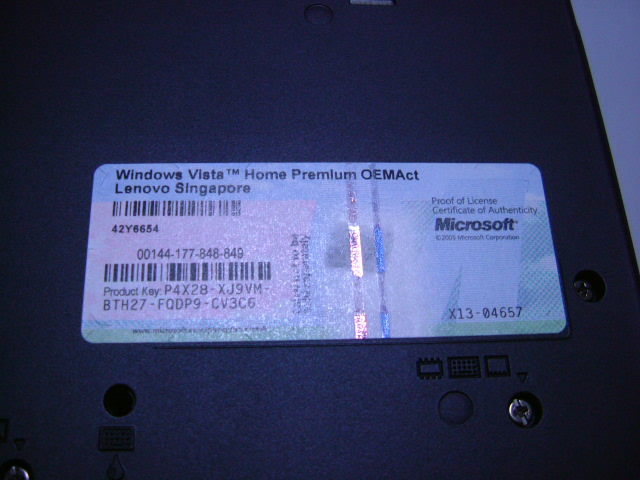 Windows Vista™ Home Premium OEMAct
Lenovo Singapore
Proof of License
Certificate of Authenticity
Microsoft®
©2005 Microsoft Corporation
42Y6654
00144-177-848-849
Product Key: P4X28-XJ9VM-
BTH27-FQDP9-CV3C6
X13-04657